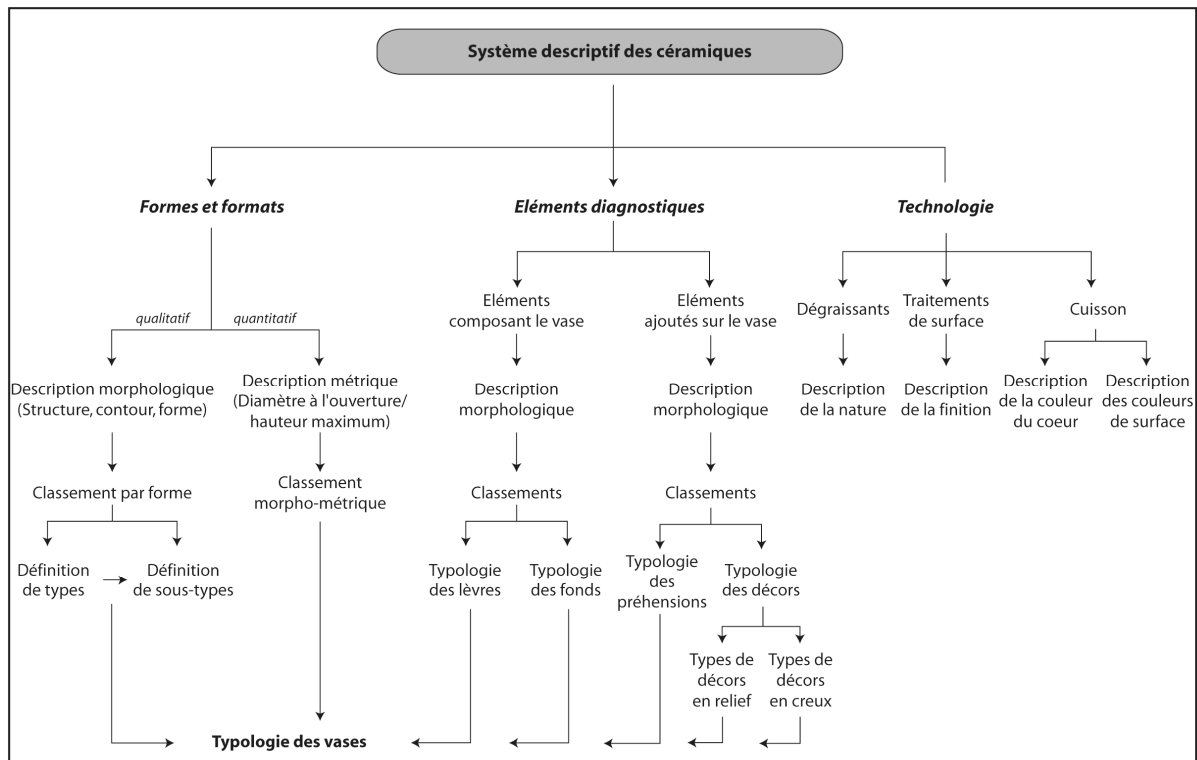 Système descriptif des céramiques
Formes et formats
Eléments diagnostiques
Technologie
qualitatif
quantitatif
Eléments
composant le vase
Eléments
ajoutés sur le vase
Dégraissants
Traitements
de surface
Cuisson
Description morphologique
(Structure, contour, forme)
Description métrique
(Diamètre à l'ouverture/
hauteur maximum)
Description
morphologique
Description
morphologique
Description
de la nature
Description
de la finition
Description
de la couleur
du coeur
Description
des couleurs
de surface
Classement par forme
Classement
morpho-métrique
Classements
Classements
Définition
de types
Définition
de sous-types
Typologie
des lèvres
Typologie
des fonds
Typologie
des
préhensions
Typologie
des décors
Types de
décors
en relief
Types de
décors
en creux
Typologie des vases